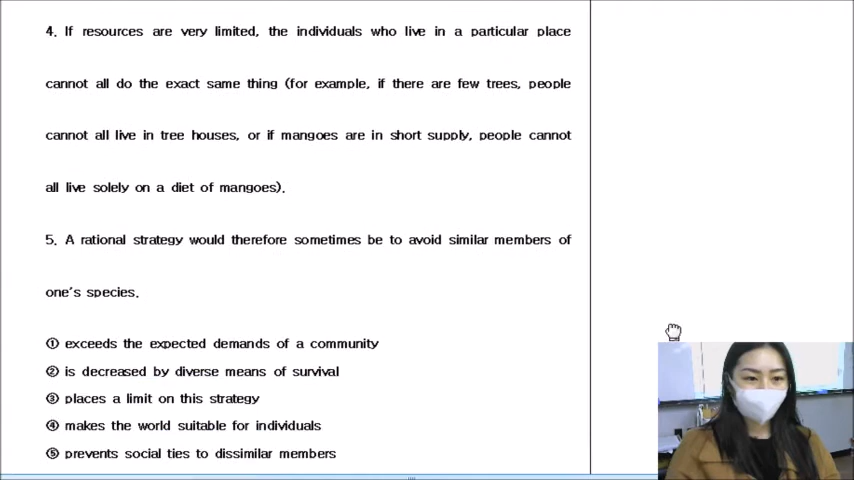 4. If resources are very limited, the individuals who live in a particular place
cannot all do the exact same thing (for example, if there are few trees, people
cannot all live in tree houses, or if mangoes are in short supply, people cannot
all live solely on a diet of mangoes).
5. A rational strategy would therefore sometimes be to avoid similar members of
one's species.
① exceeds the expected demands of a community
② is decreased by diverse means of survival
③ places a limit on this strategy
④ makes the world suitable for individuals
⑤ prevents social ties to dissimilar members